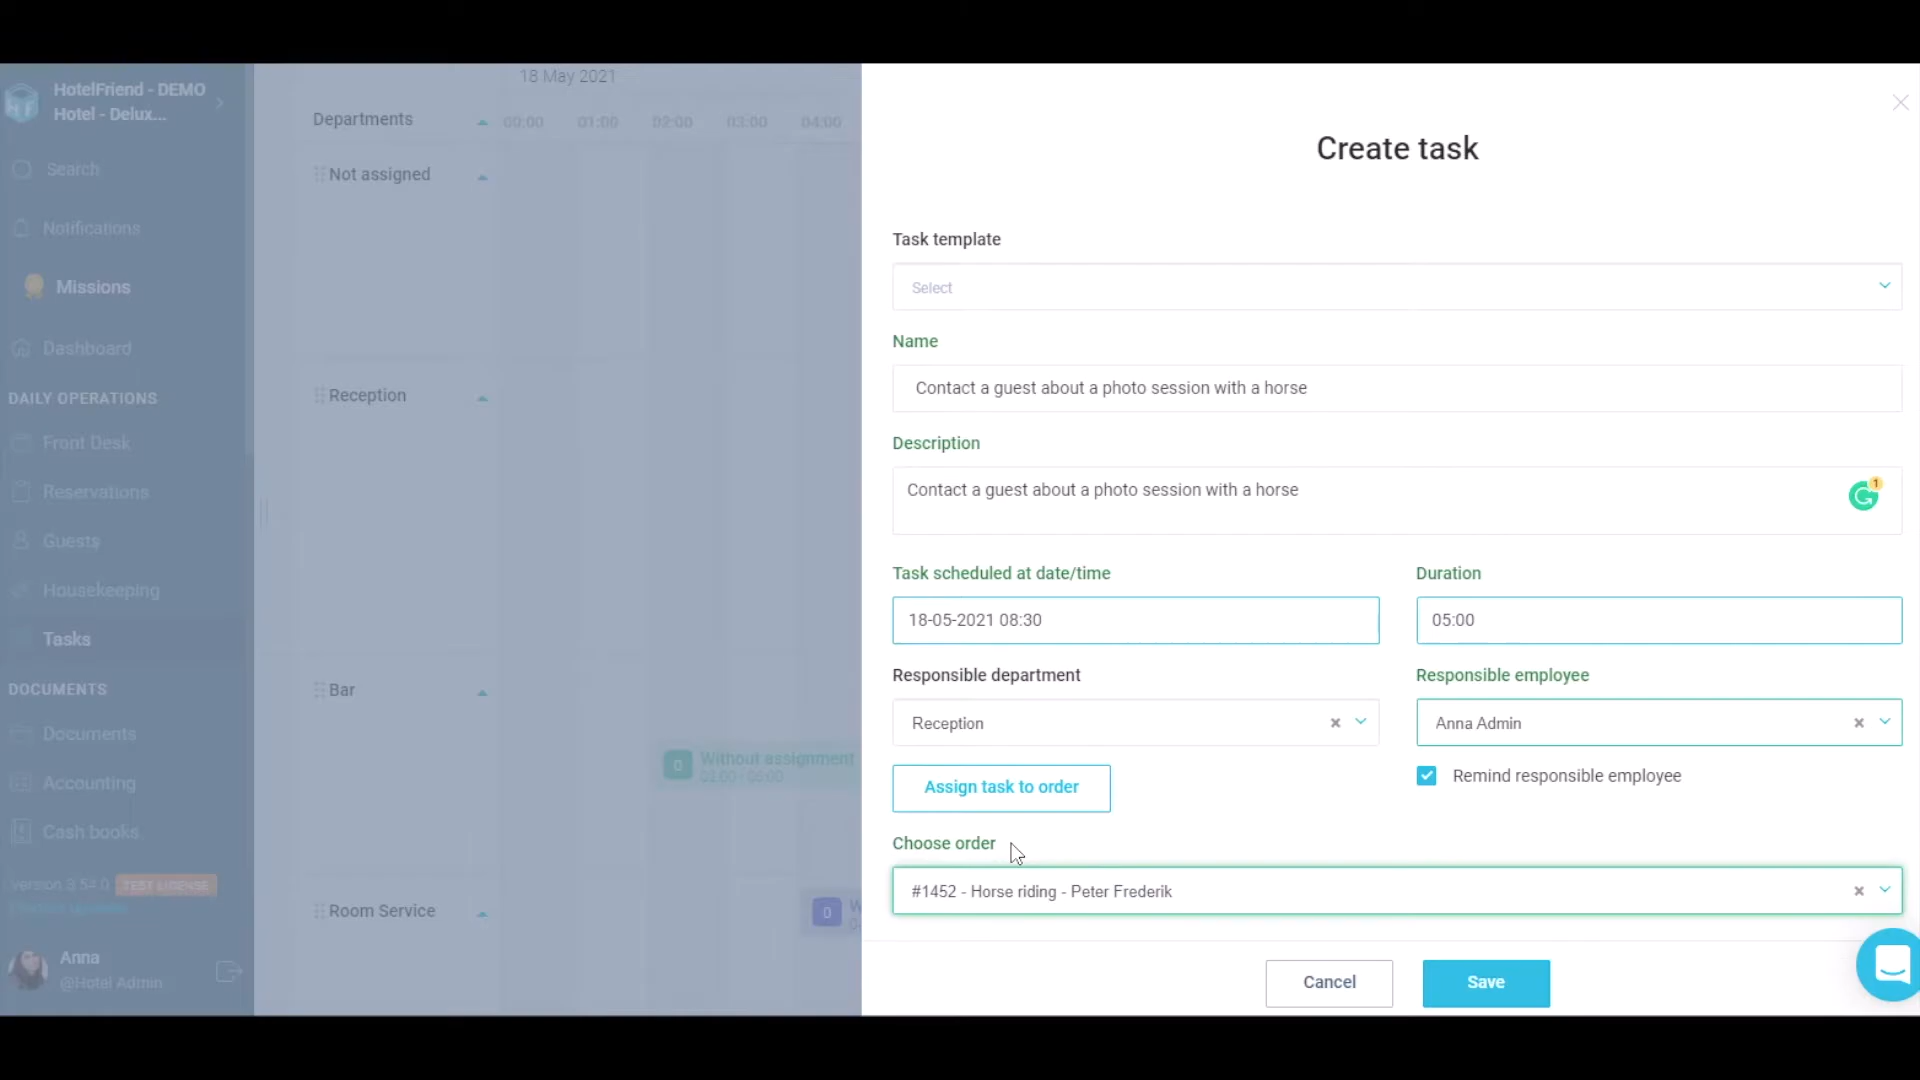 HotelFriend - DEMO
Hotel - Delux...
Search
Notifications
Missions
Dashboard
DAILY OPERATIONS
Front Desk
Reservations
Guests
Housekeeping
Tasks
DOCUMENTS
Documents
Accounting
Cash books
version 8.54.0 TEST LICENSE
Anna
@Hotel Admin
18 May 2021
Departments
00:00 01:00 02:00 03:00 04:00
Not assigned
Reception
Bar
0 Without assignment
Room Service
0
Create task
Task template
Select
Name
Contact a guest about a photo session with a horse
Description
Contact a guest about a photo session with a horse
1
Task scheduled at date/time
Duration
18-05-2021 08:30
05:00
Responsible department
Responsible employee
Reception
Anna Admin
Assign task to order
Remind responsible employee
Choose order
#1452 - Horse riding - Peter Frederik
Cancel
Save